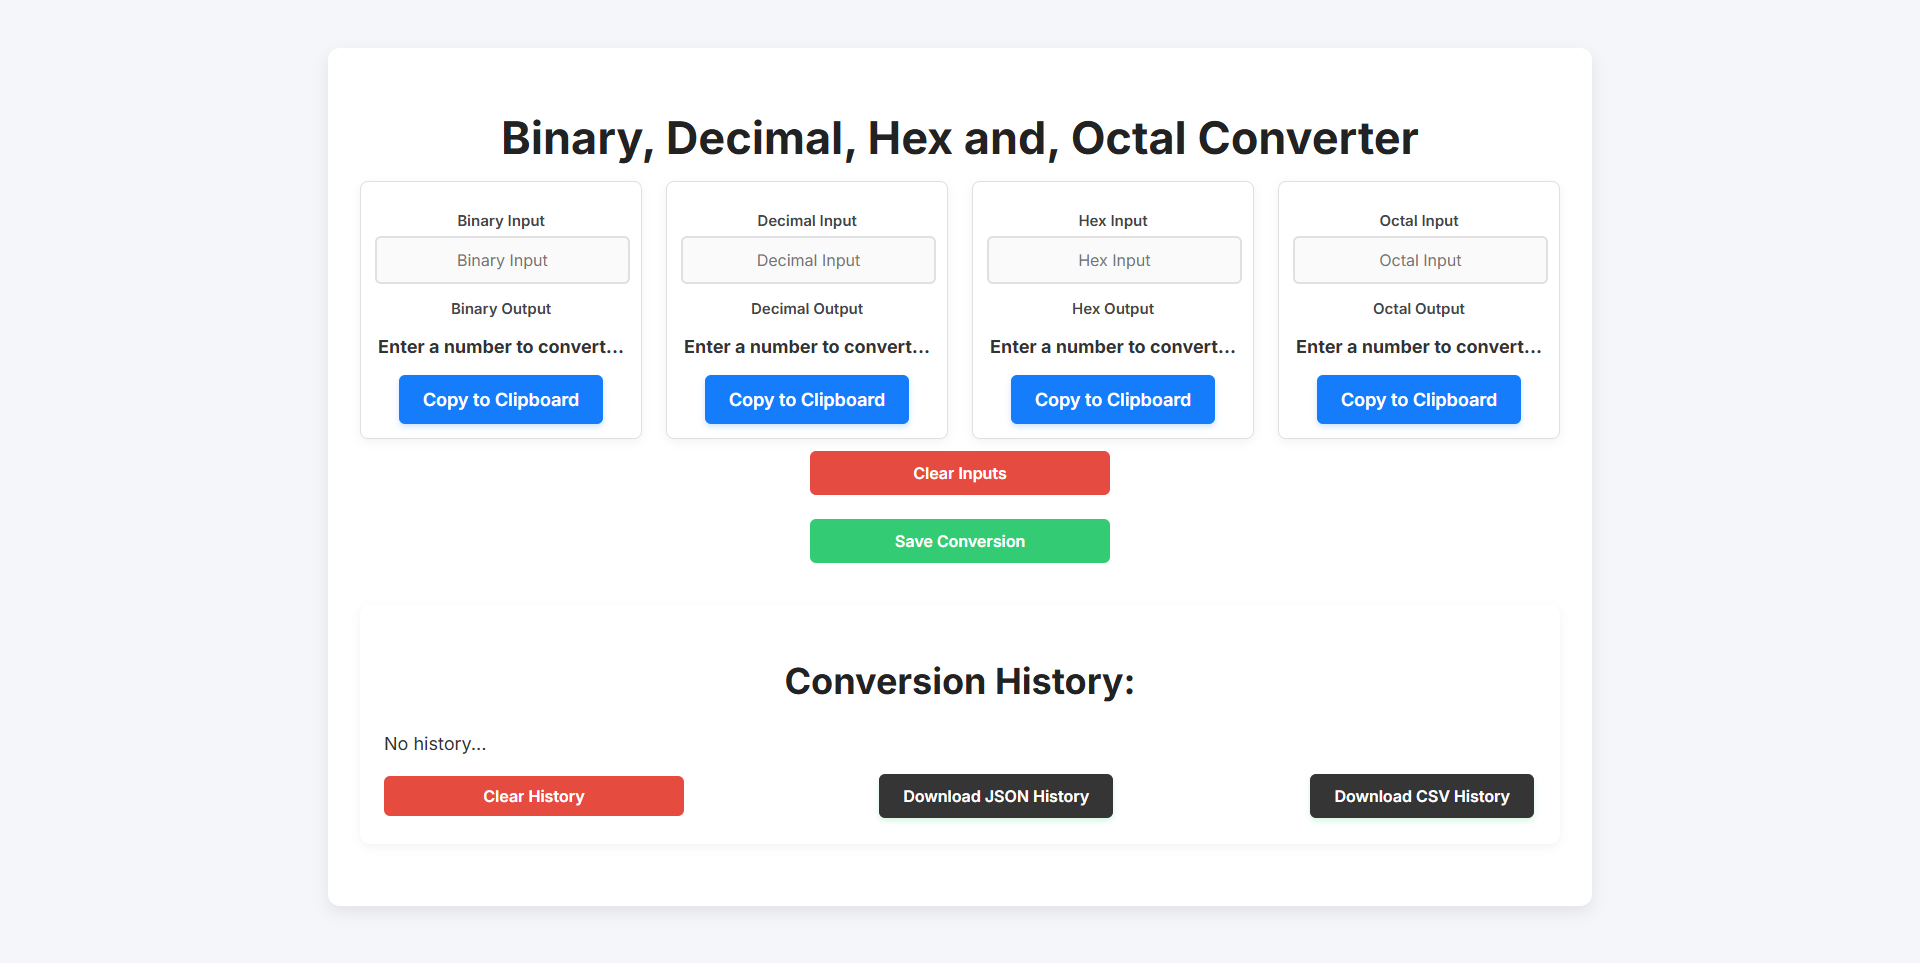 Binary, Decimal, Hex and, Octal Converter
Binary Input
Binary Input
Binary Output
Enter a number to convert...
Copy to Clipboard
Decimal Input
Decimal Input
Decimal Output
Enter a number to convert...
Copy to Clipboard
Hex Input
Hex Input
Hex Output
Enter a number to convert...
Copy to Clipboard
Octal Input
Octal Input
Octal Output
Enter a number to convert...
Copy to Clipboard
Clear Inputs
Save Conversion
Conversion History:
No history...
Clear History
Download JSON History
Download CSV History